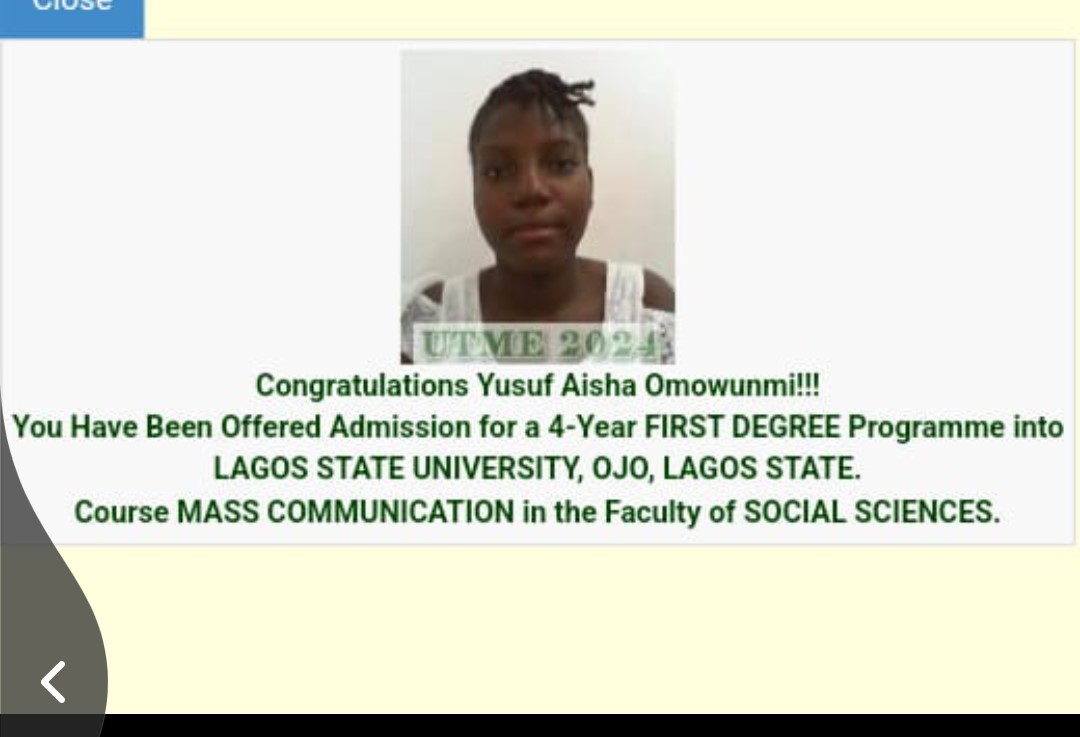 Close
UTME 2024
Congratulations Yusuf Aisha Omowunmi!!!
You Have Been Offered Admission for a 4-Year FIRST DEGREE Programme into
LAGOS STATE UNIVERSITY, OJO, LAGOS STATE.
Course MASS COMMUNICATION in the Faculty of SOCIAL SCIENCES.